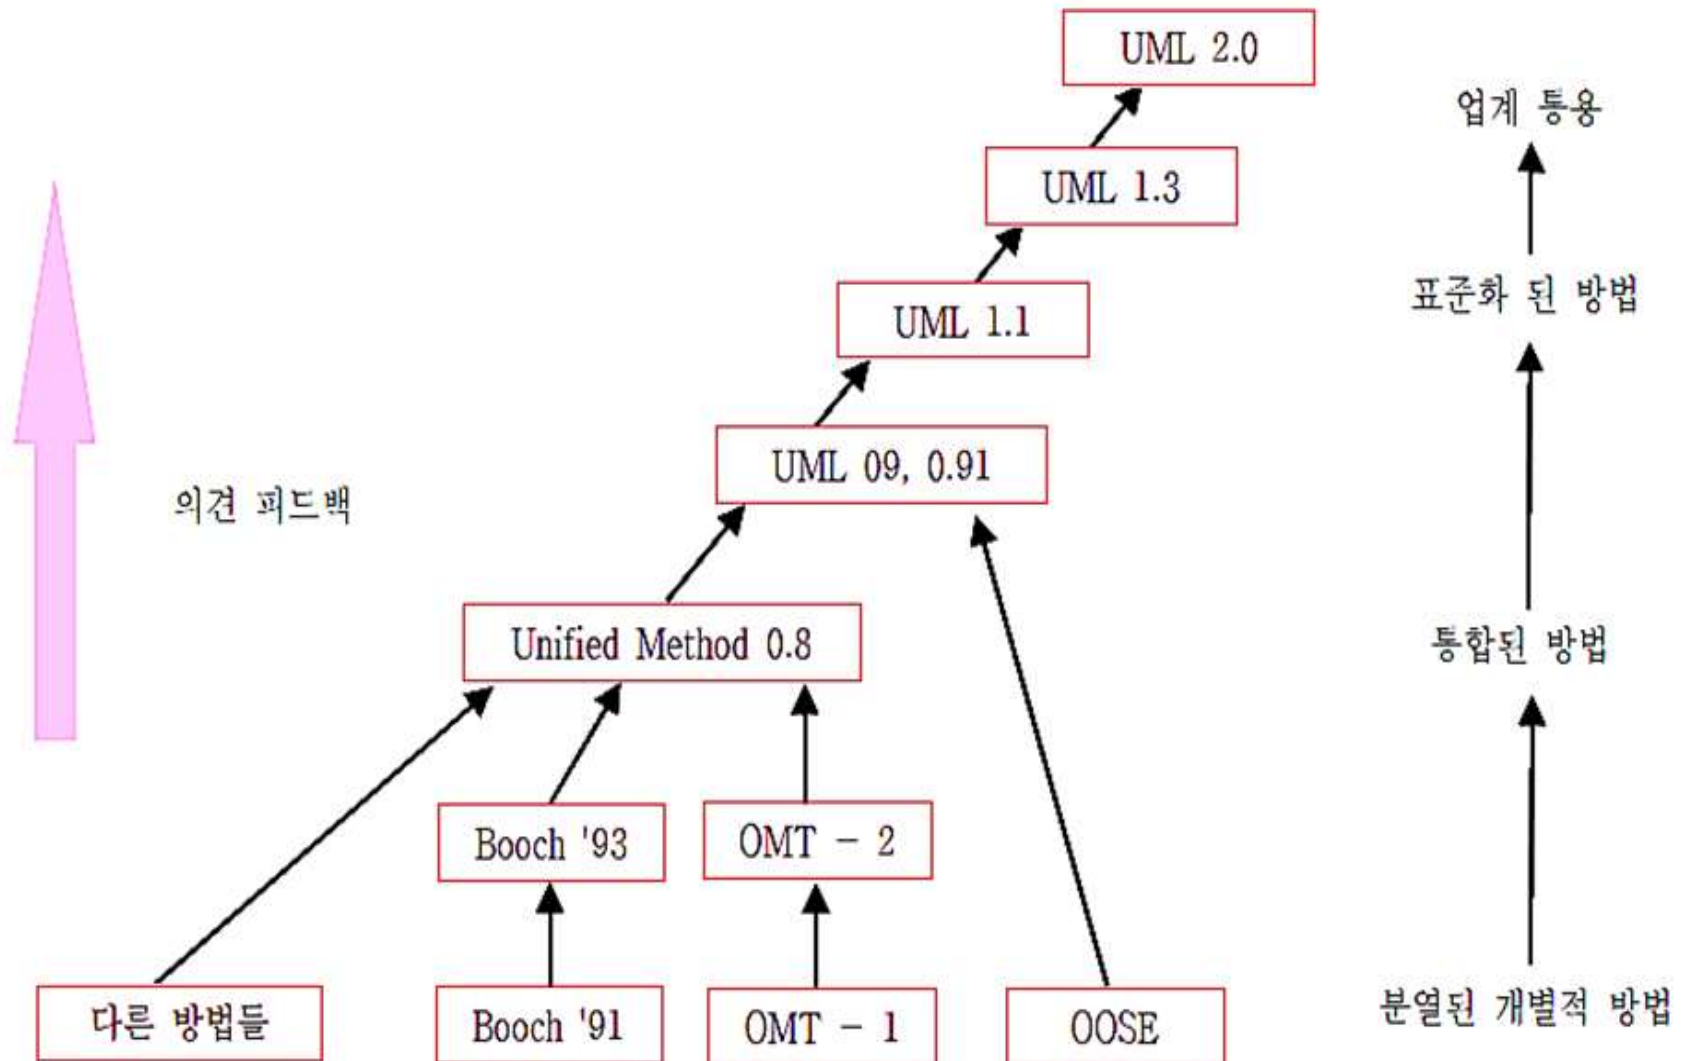 UML 2.0
업계 통용
UML 1.3
표준화 된 방법
UML 1.1
UML 09, 0.91
의견 피드백
Unified Method 0.8
통합된 방법
Booch '93
OMT - 2
다른 방법들
Booch '91
OMT - 1
OOSE
분열된 개별적 방법